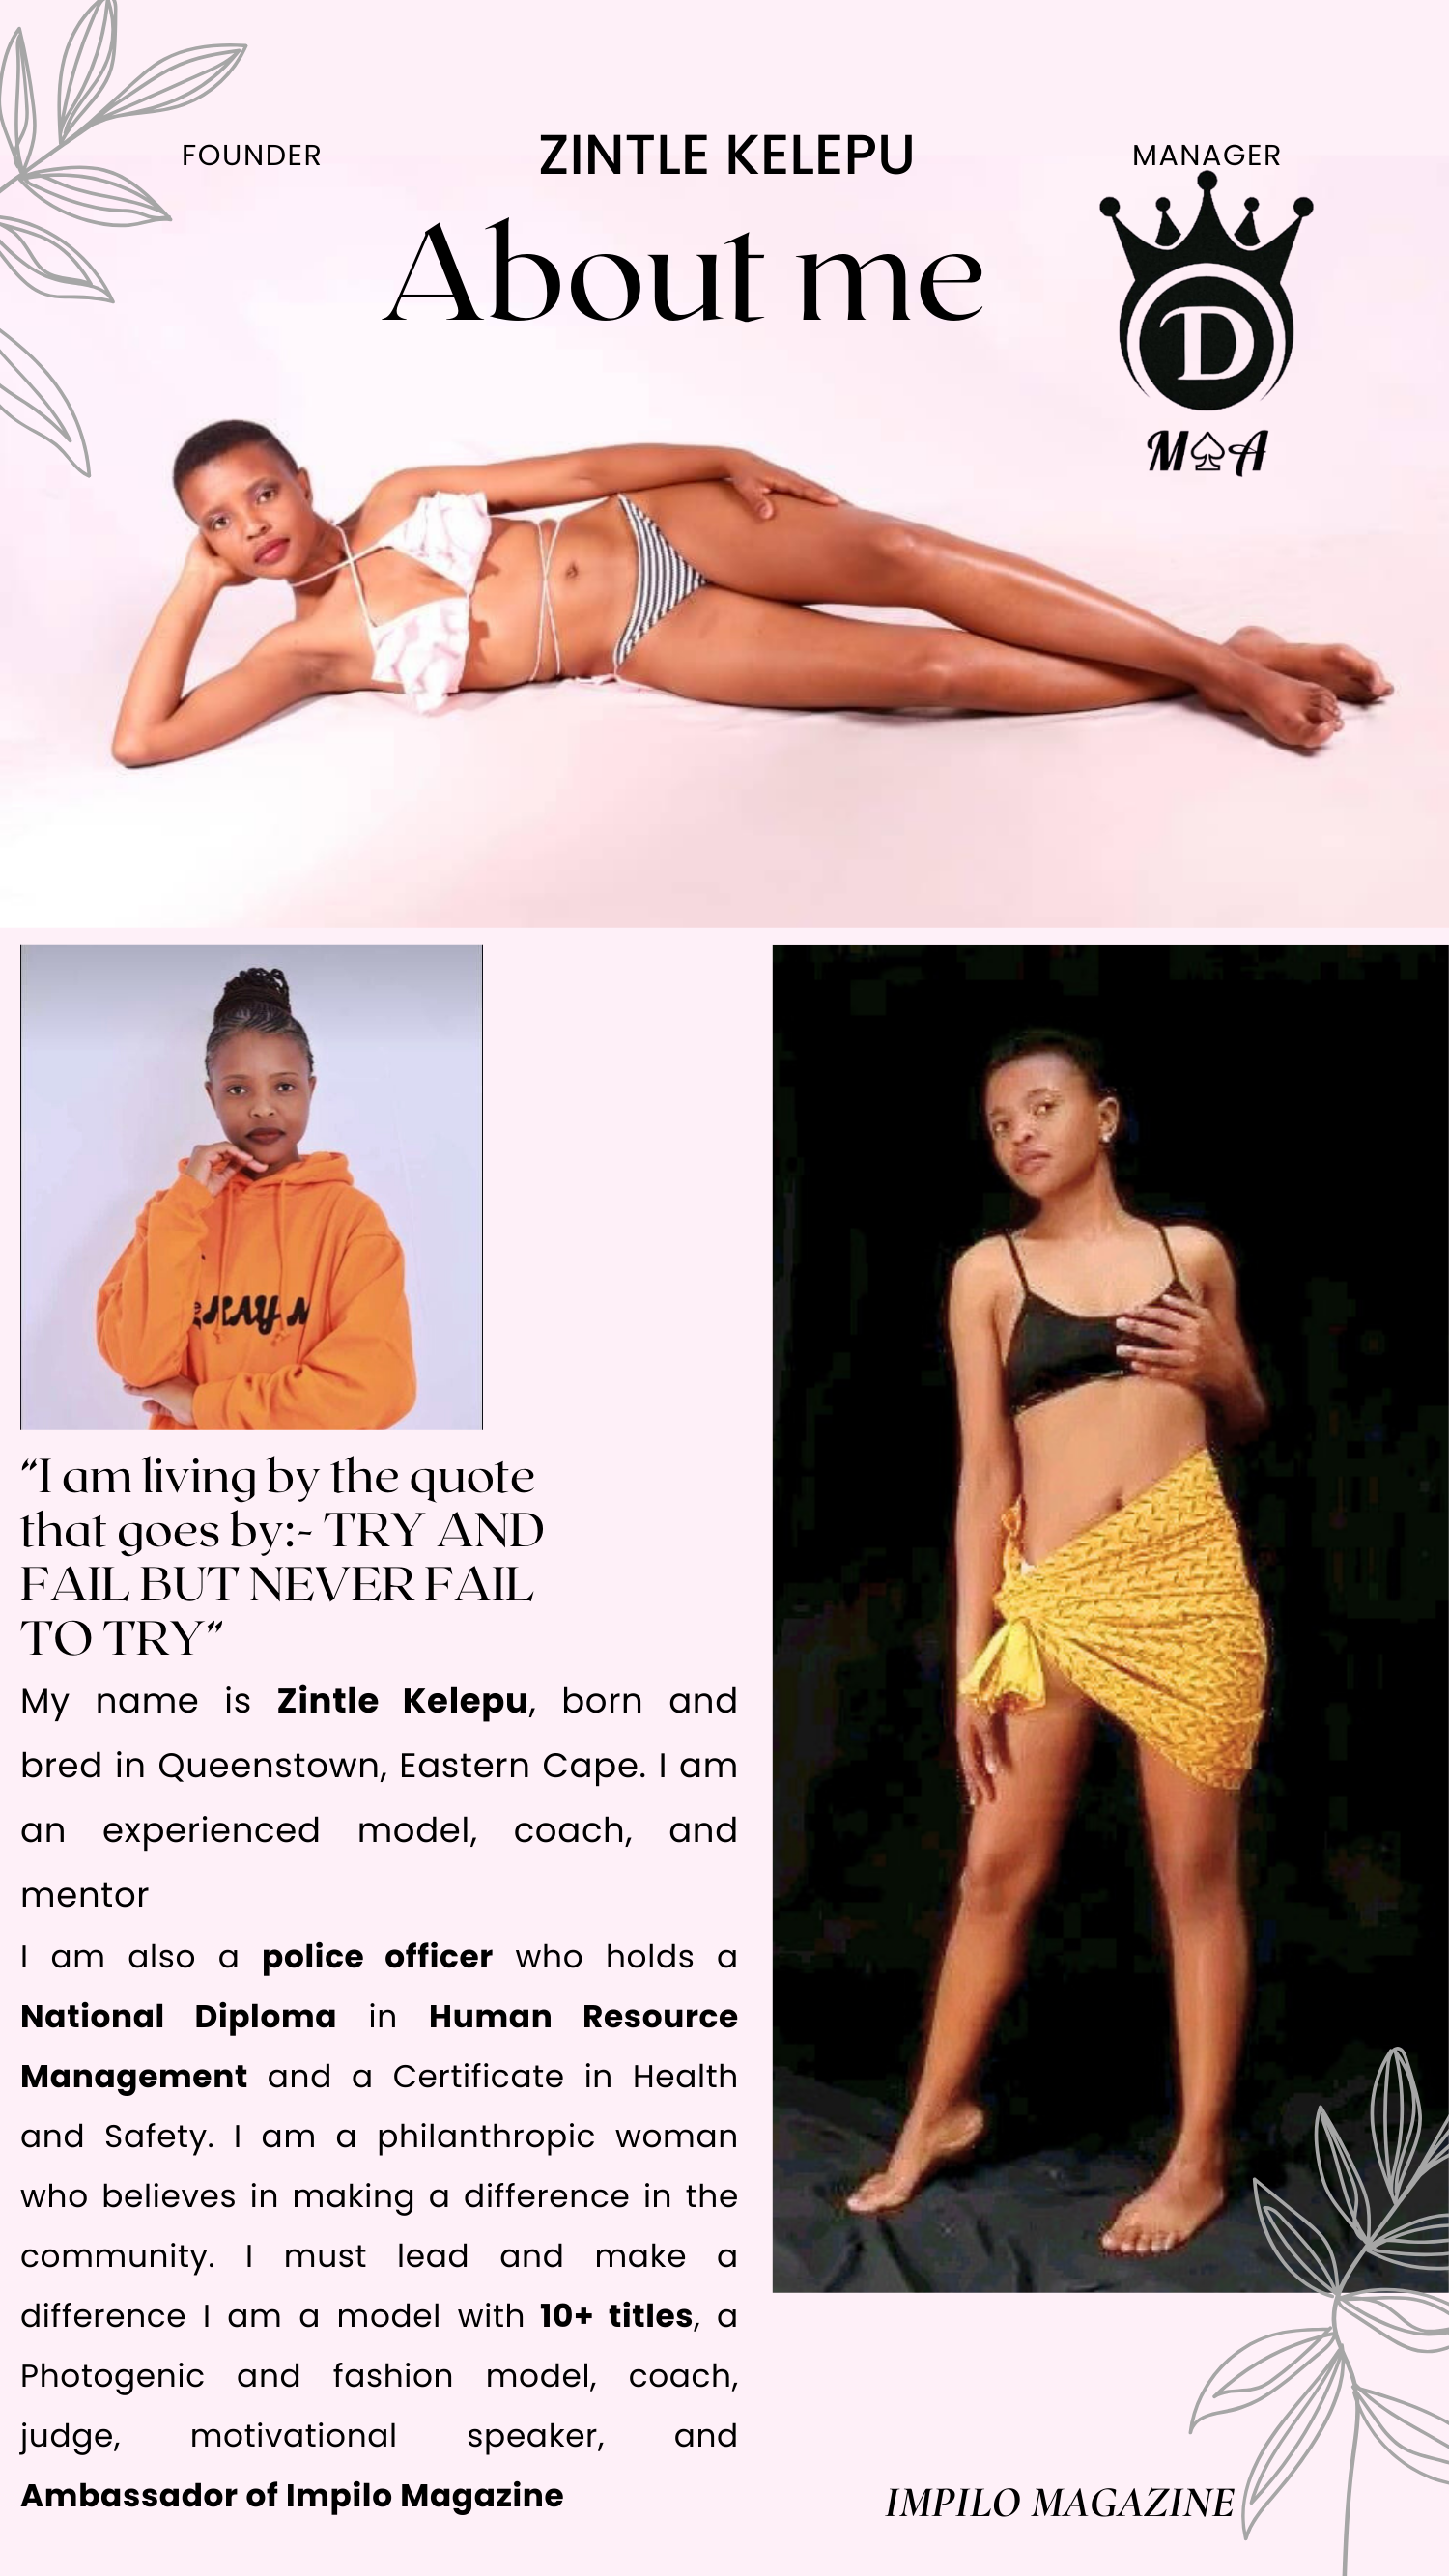 FOUNDER
ZINTLE KELEPU
MANAGER
About me
D
M♤A
“I am living by the quote
that goes by:- TRY AND
FAIL BUT NEVER FAIL
TO TRY”
My name is Zintle Kelepu, born and
bred in Queenstown, Eastern Cape. I am
an experienced model, coach, and
mentor
I am also a police officer who holds a
National Diploma in Human Resource
Management and a Certificate in Health
and Safety. I am a philanthropic woman
who believes in making a difference in the
community. I must lead and make a
difference I am a model with 10+ titles, a
Photogenic and fashion model, coach,
judge, motivational speaker, and
Ambassador of Impilo Magazine
IMPILO MAGAZINE